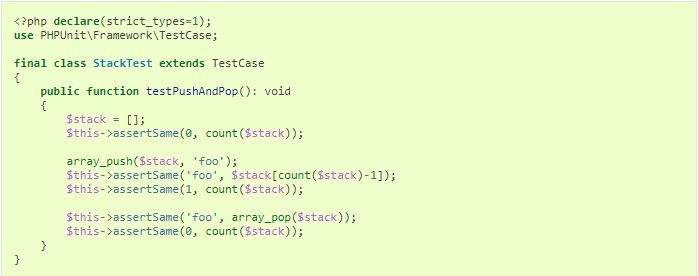 <?php declare(strict_types=1);
use PHPUnit\Framework\TestCase;

final class StackTest extends TestCase
{
    public function testPushAndPop(): void
    {
        $stack = [];
        $this->assertSame(0, count($stack));

        array_push($stack, 'foo');
        $this->assertSame('foo', $stack[count($stack)-1]);
        $this->assertSame(1, count($stack));

        $this->assertSame('foo', array_pop($stack));
        $this->assertSame(0, count($stack));
    }
}